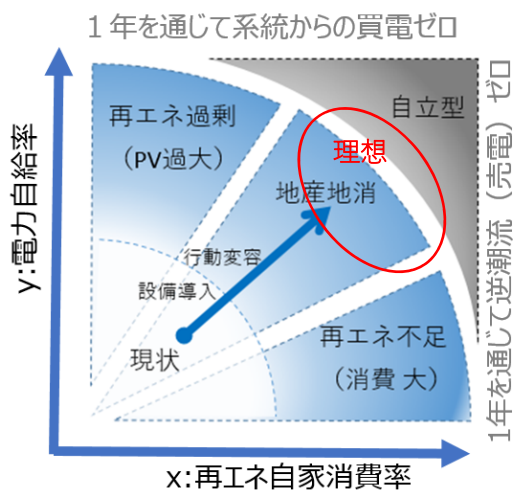 １年を通じて系統からの買電ゼロ
自立型
再エネ過剰
（PV過大）
理想
地産地消
行動変容
設備導入
現状
再エネ不足
（消費 大）
y:電力自給率
x:再エネ自家消費率
1年を通じて逆潮流（売電）ゼロ